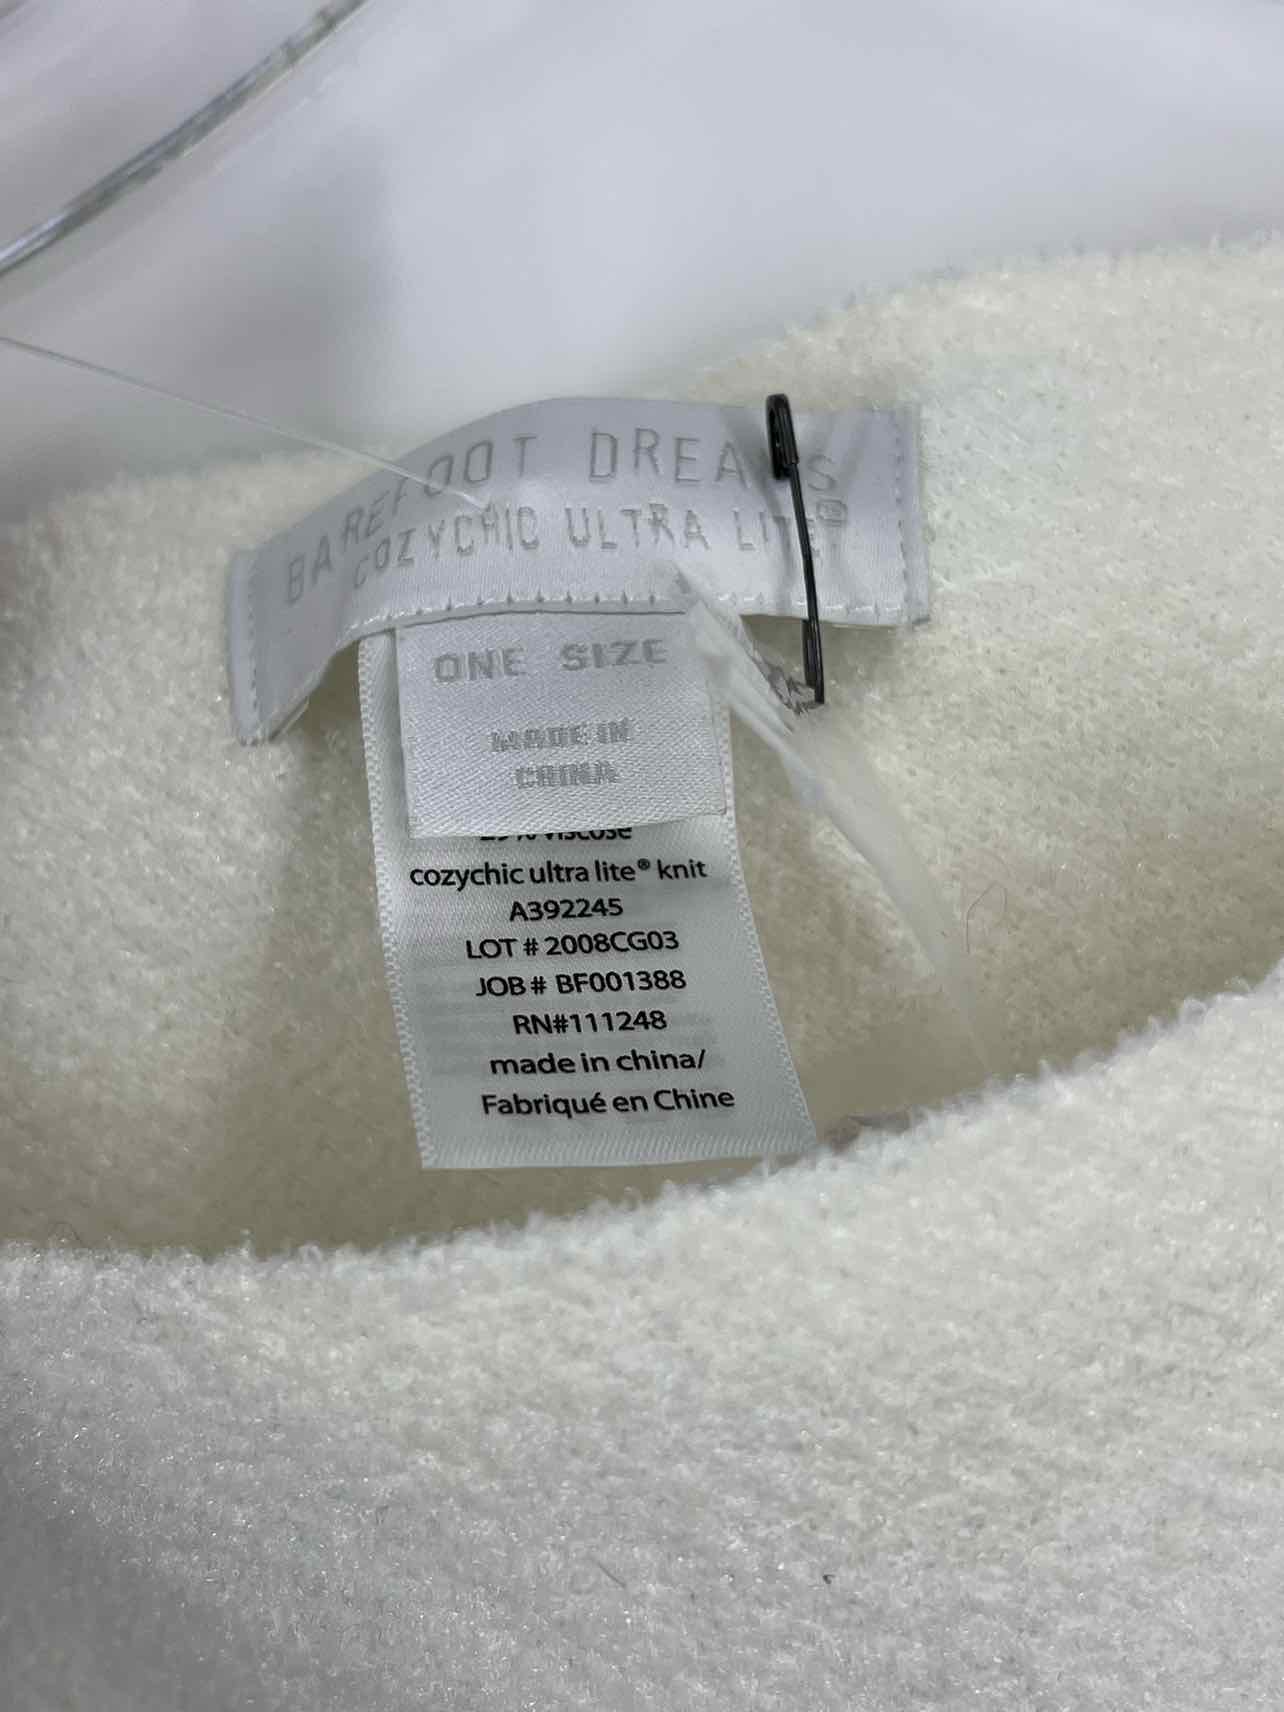 BAREFOOT DREAMS
COZYCHIC ULTRA LITE®
ONE SIZE
MADE IN
CHINA
viscose
cozychic ultra lite® knit
A392245
LOT # 2008CG03
JOB # BF001388
RN#111248
made in china/
Fabriqué en Chine